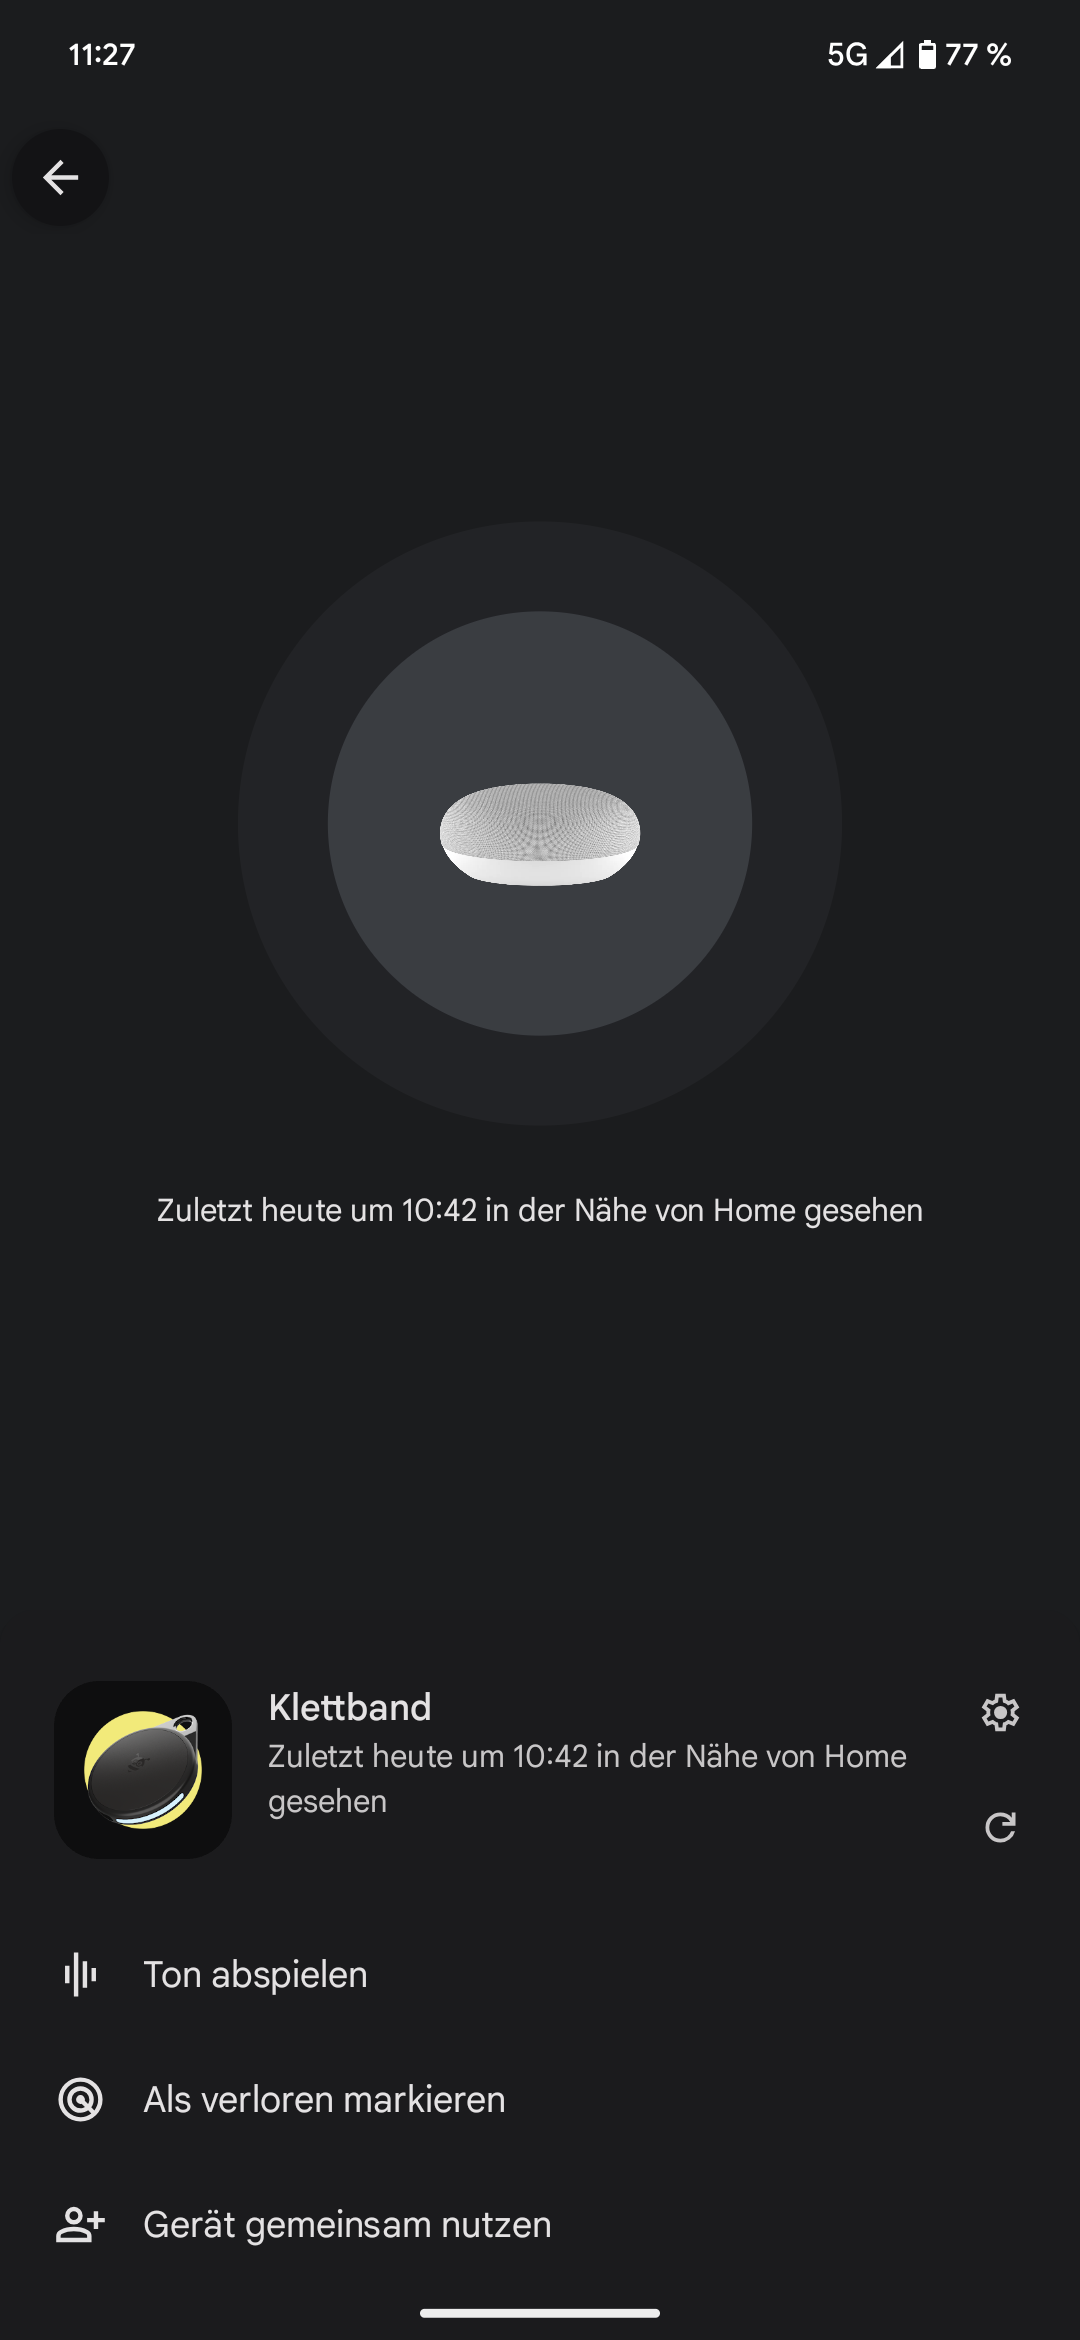 11:27
5G 77 %
Zuletzt heute um 10:42 in der Nähe von Home gesehen
Klettband
Zuletzt heute um 10:42 in der Nähe von Home
gesehen
Ton abspielen
Als verloren markieren
Gerät gemeinsam nutzen